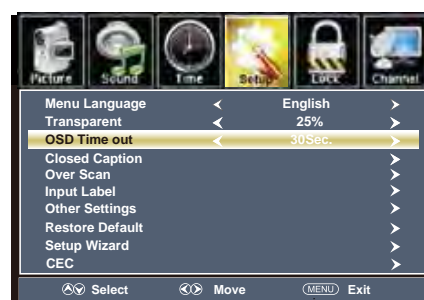 Picture Sound Time Setup Lock Channel
Menu Language English
Transparent 25%
OSD Time out 30Sec.
Closed Caption
Over Scan
Input Label
Other Settings
Restore Default
Setup Wizard
CEC
Select Move MENU Exit